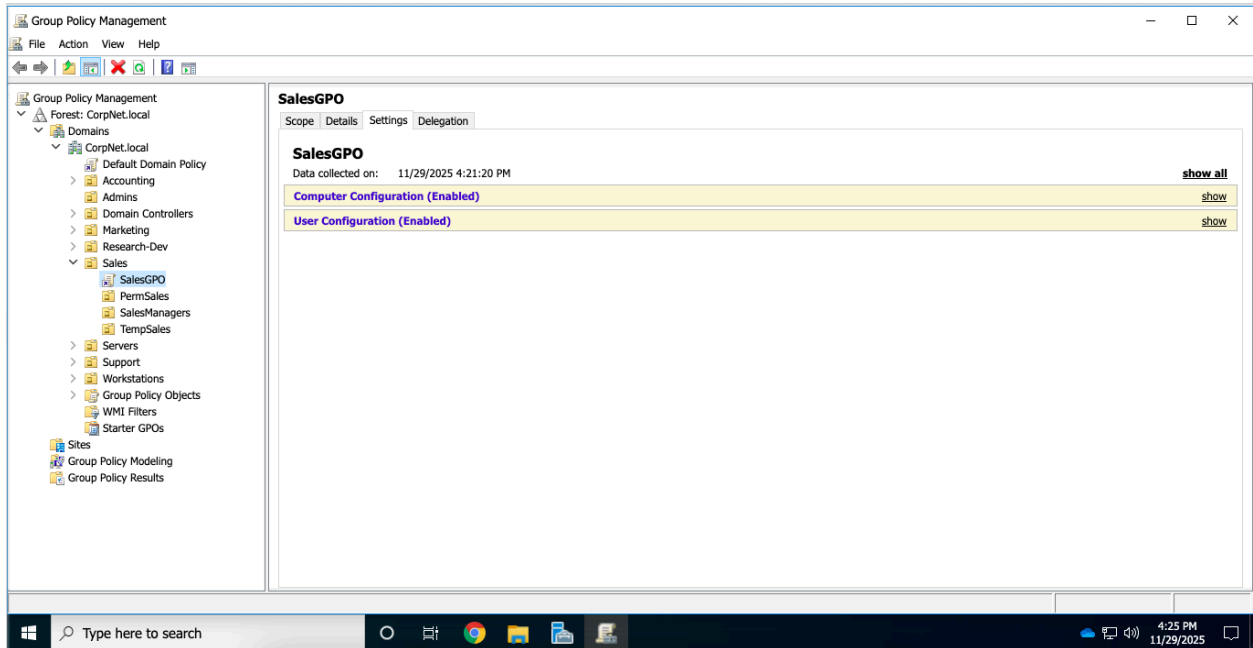 Group Policy Management
File Action View Help
Group Policy Management
Forest: CorpNet.local
Domains
CorpNet.local
Default Domain Policy
Accounting
Admins
Domain Controllers
Marketing
Research-Dev
Sales
SalesGPO
PermSales
SalesManagers
TempSales
Servers
Support
Workstations
Group Policy Objects
WMI Filters
Starter GPOs
Sites
Group Policy Modeling
Group Policy Results
SalesGPO
Scope Details Settings Delegation
SalesGPO
Data collected on: 11/29/2025 4:21:20 PM show all
Computer Configuration (Enabled) show
User Configuration (Enabled) show
Type here to search
4:25 PM
11/29/2025